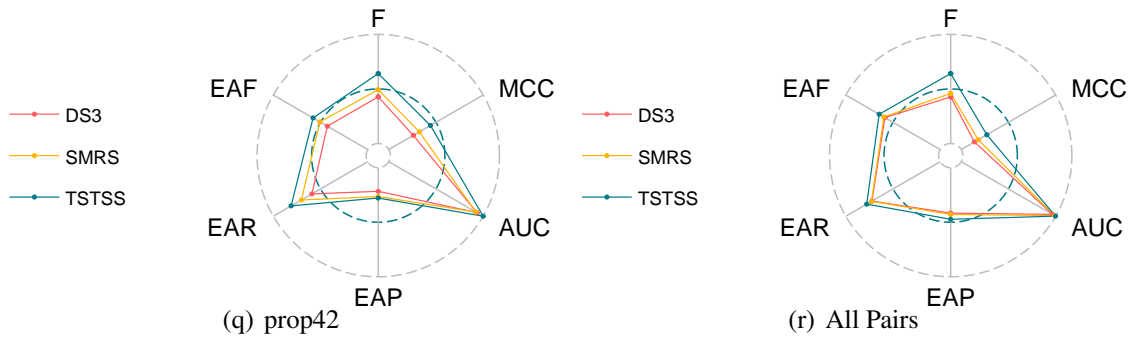 F
MCC
AUC
EAP
EAR
EAF
DS3
SMRS
TSTSS
(q) prop42
F
MCC
AUC
EAP
EAR
EAF
DS3
SMRS
TSTSS
(r) All Pairs